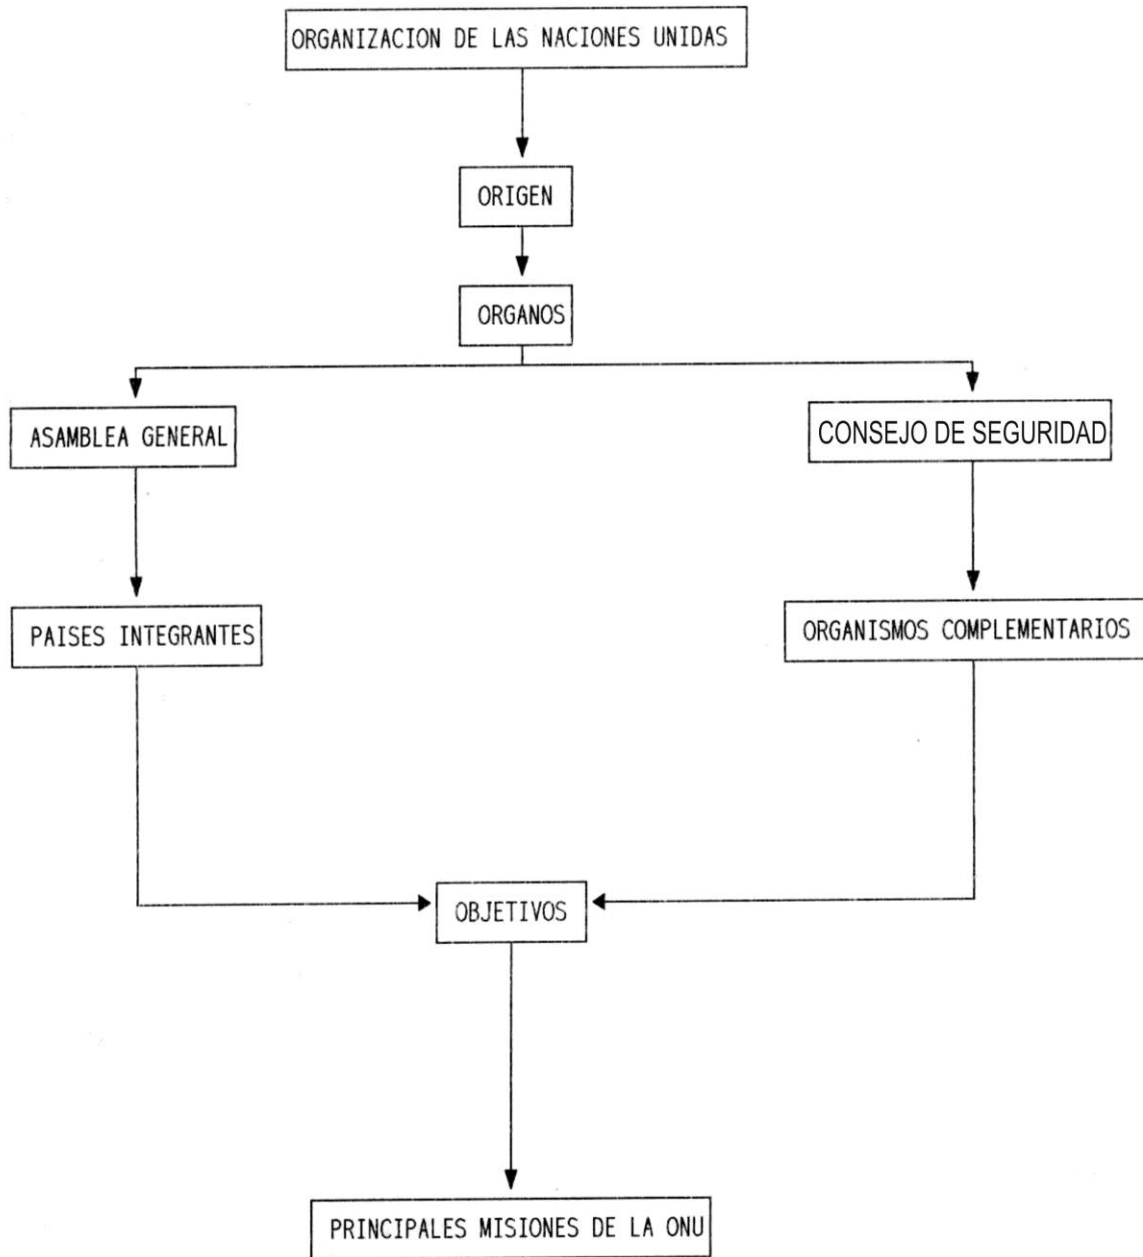 ORGANIZACION DE LAS NACIONES UNIDAS
ORIGEN
ORGANOS
ASAMBLEA GENERAL
CONSEJO DE SEGURIDAD
PAISES INTEGRANTES
ORGANISMOS COMPLEMENTARIOS
OBJETIVOS
PRINCIPALES MISIONES DE LA ONU